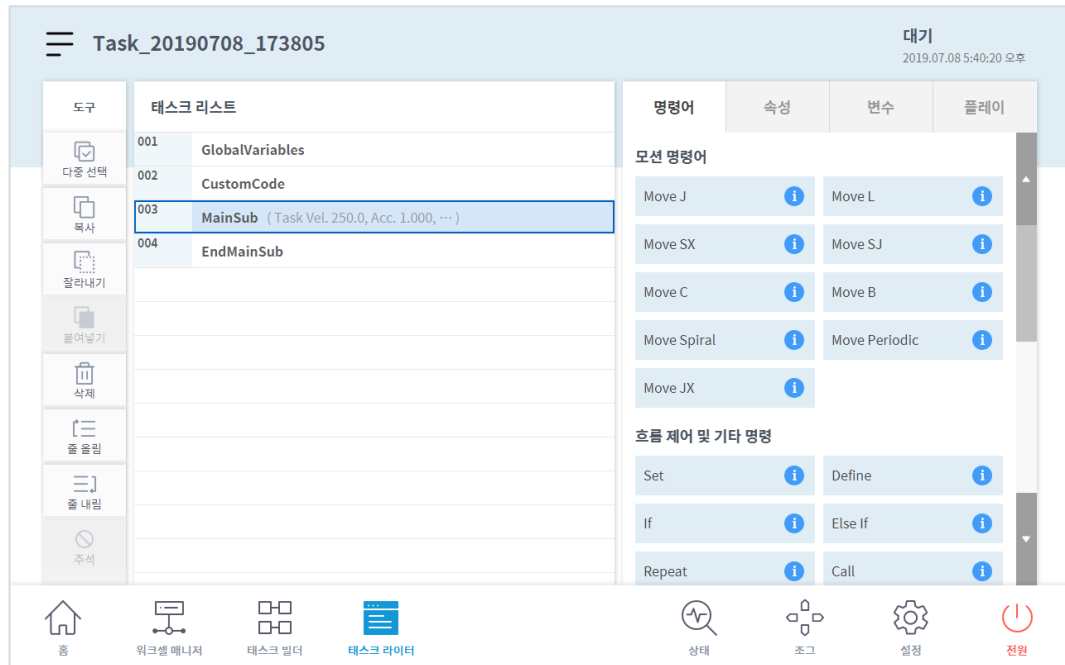 Task_20190708_173805
대기
2019.07.08 5:40:20 오후
도구
다중 선택
복사
잘라내기
붙여넣기
삭제
줄 올림
줄 내림
주석
태스크 리스트
001 GlobalVariables
002 CustomCode
003 MainSub ( Task Vel. 250.0, Acc. 1.000, ··· )
004 EndMainSub
명령어 속성 변수 플레이
모션 명령어
Move J i Move L i
Move SX i Move SJ i
Move C i Move B i
Move Spiral i Move Periodic i
Move JX i
흐름 제어 및 기타 명령
Set i Define i
If i Else If i
Repeat i Call i
홈 워크셀 매니저 태스크 빌더 태스크 라이터 상태 조그 설정 전원